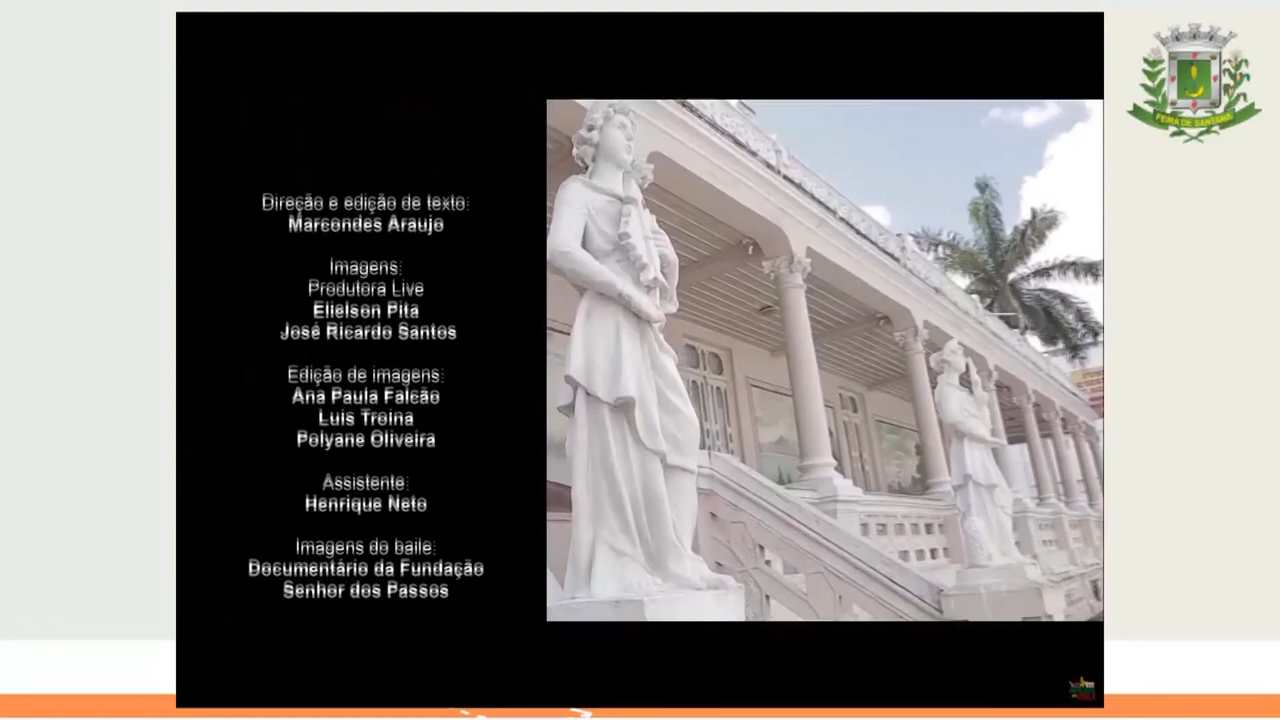 Direção e edição de texto:
Marcondes Araujo
Imagens:
Produtora Live
Elielson Pita
José Ricardo Santos
Edição de imagens:
Ana Paula Falcão
Luis Troina
Polyane Oliveira
Assistente:
Henrique Neto
Imagens do baile:
Documentário da Fundação
Senhor dos Passos
FEIRA DE SANTANA